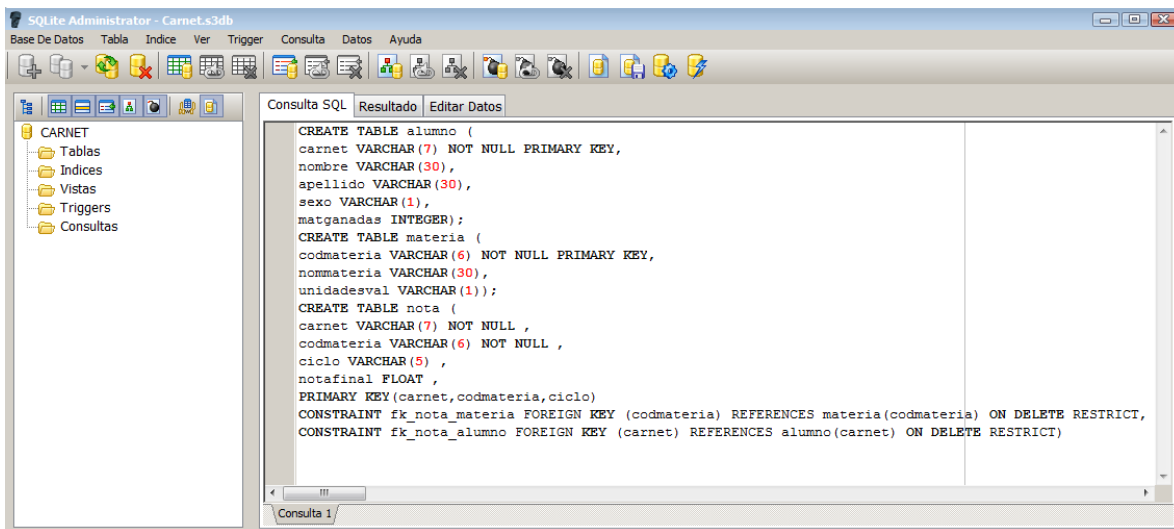 SQLite Administrator - Carnet.s3db
Base De Datos Tabla Indice Ver Trigger Consulta Datos Ayuda
Consulta SQL Resultado Editar Datos
CARNET
Tablas
Indices
Vistas
Triggers
Consultas
CREATE TABLE alumno (
carnet VARCHAR(7) NOT NULL PRIMARY KEY,
nombre VARCHAR(30),
apellido VARCHAR(30),
sexo VARCHAR(1),
matganadas INTEGER);
CREATE TABLE materia (
codmateria VARCHAR(6) NOT NULL PRIMARY KEY,
nommateria VARCHAR(30),
unidadesval VARCHAR(1));
CREATE TABLE nota (
carnet VARCHAR(7) NOT NULL ,
codmateria VARCHAR(6) NOT NULL ,
ciclo VARCHAR(5) ,
notafinal FLOAT ,
PRIMARY KEY(carnet,codmateria,ciclo)
CONSTRAINT fk_nota_materia FOREIGN KEY (codmateria) REFERENCES materia(codmateria) ON DELETE RESTRICT,
CONSTRAINT fk_nota_alumno FOREIGN KEY (carnet) REFERENCES alumno(carnet) ON DELETE RESTRICT)
Consulta 1